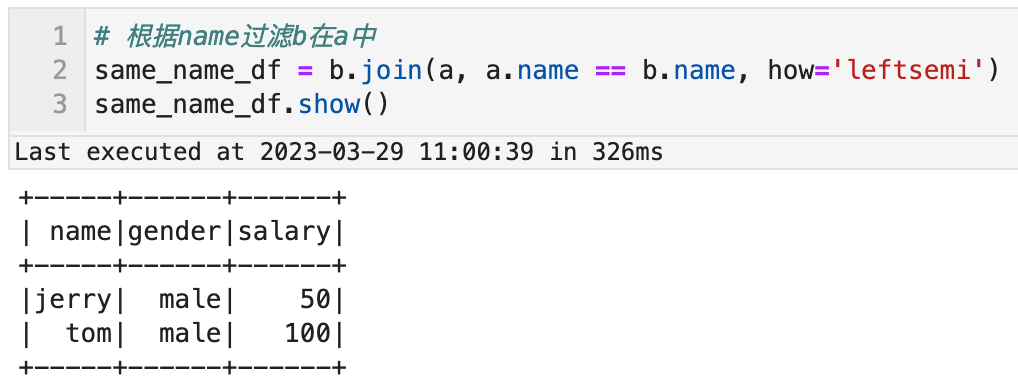 1 # 根据name过滤b在a中
2 same_name_df = b.join(a, a.name == b.name, how='leftsemi')
3 same_name_df.show()
Last executed at 2023-03-29 11:00:39 in 326ms
+-----+------+------+
| name|gender|salary|
+-----+------+------+
|jerry|  male|    50|
|  tom|  male|   100|
+-----+------+------+